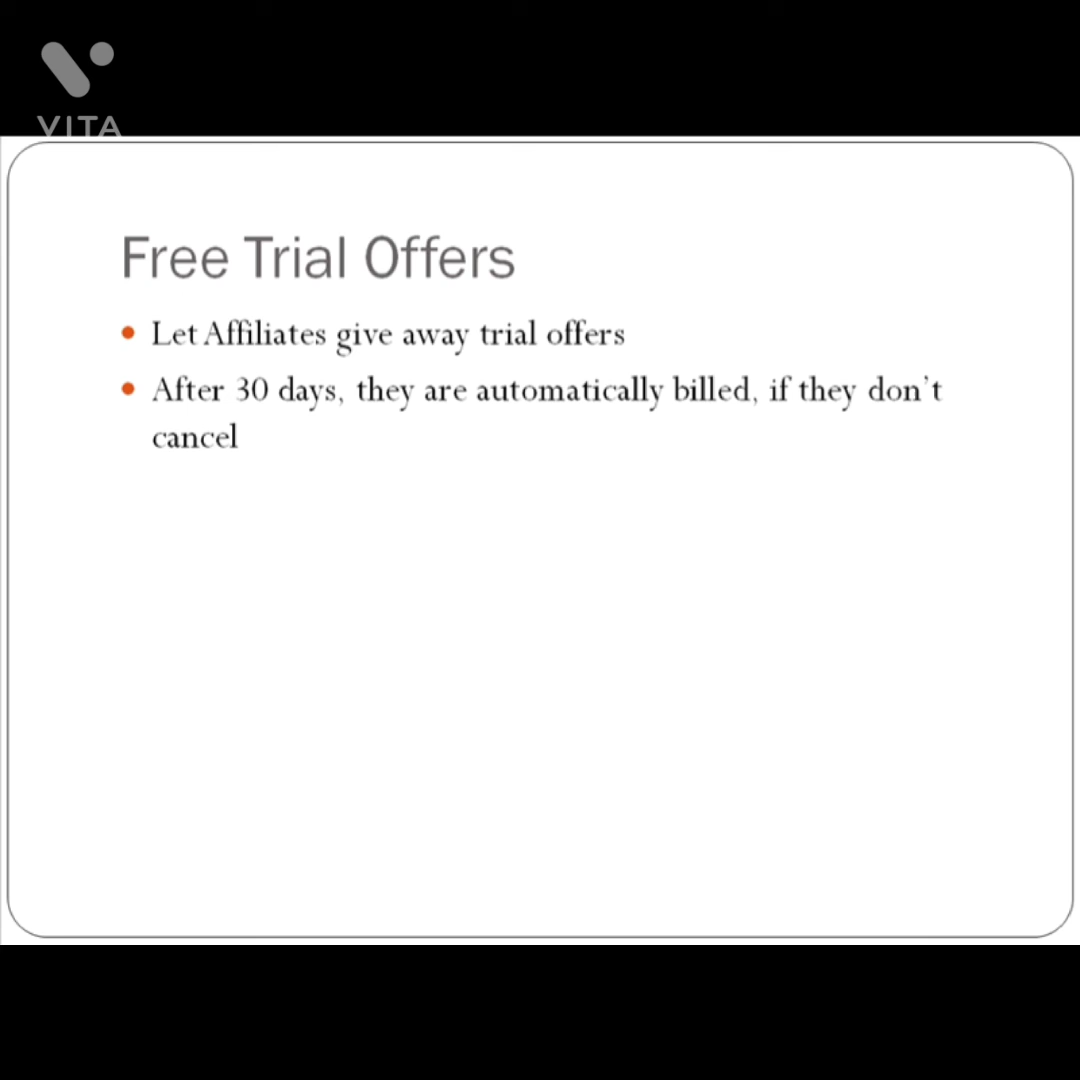 VITA
Free Trial Offers
• Let Affiliates give away trial offers
• After 30 days, they are automatically billed, if they don't
cancel